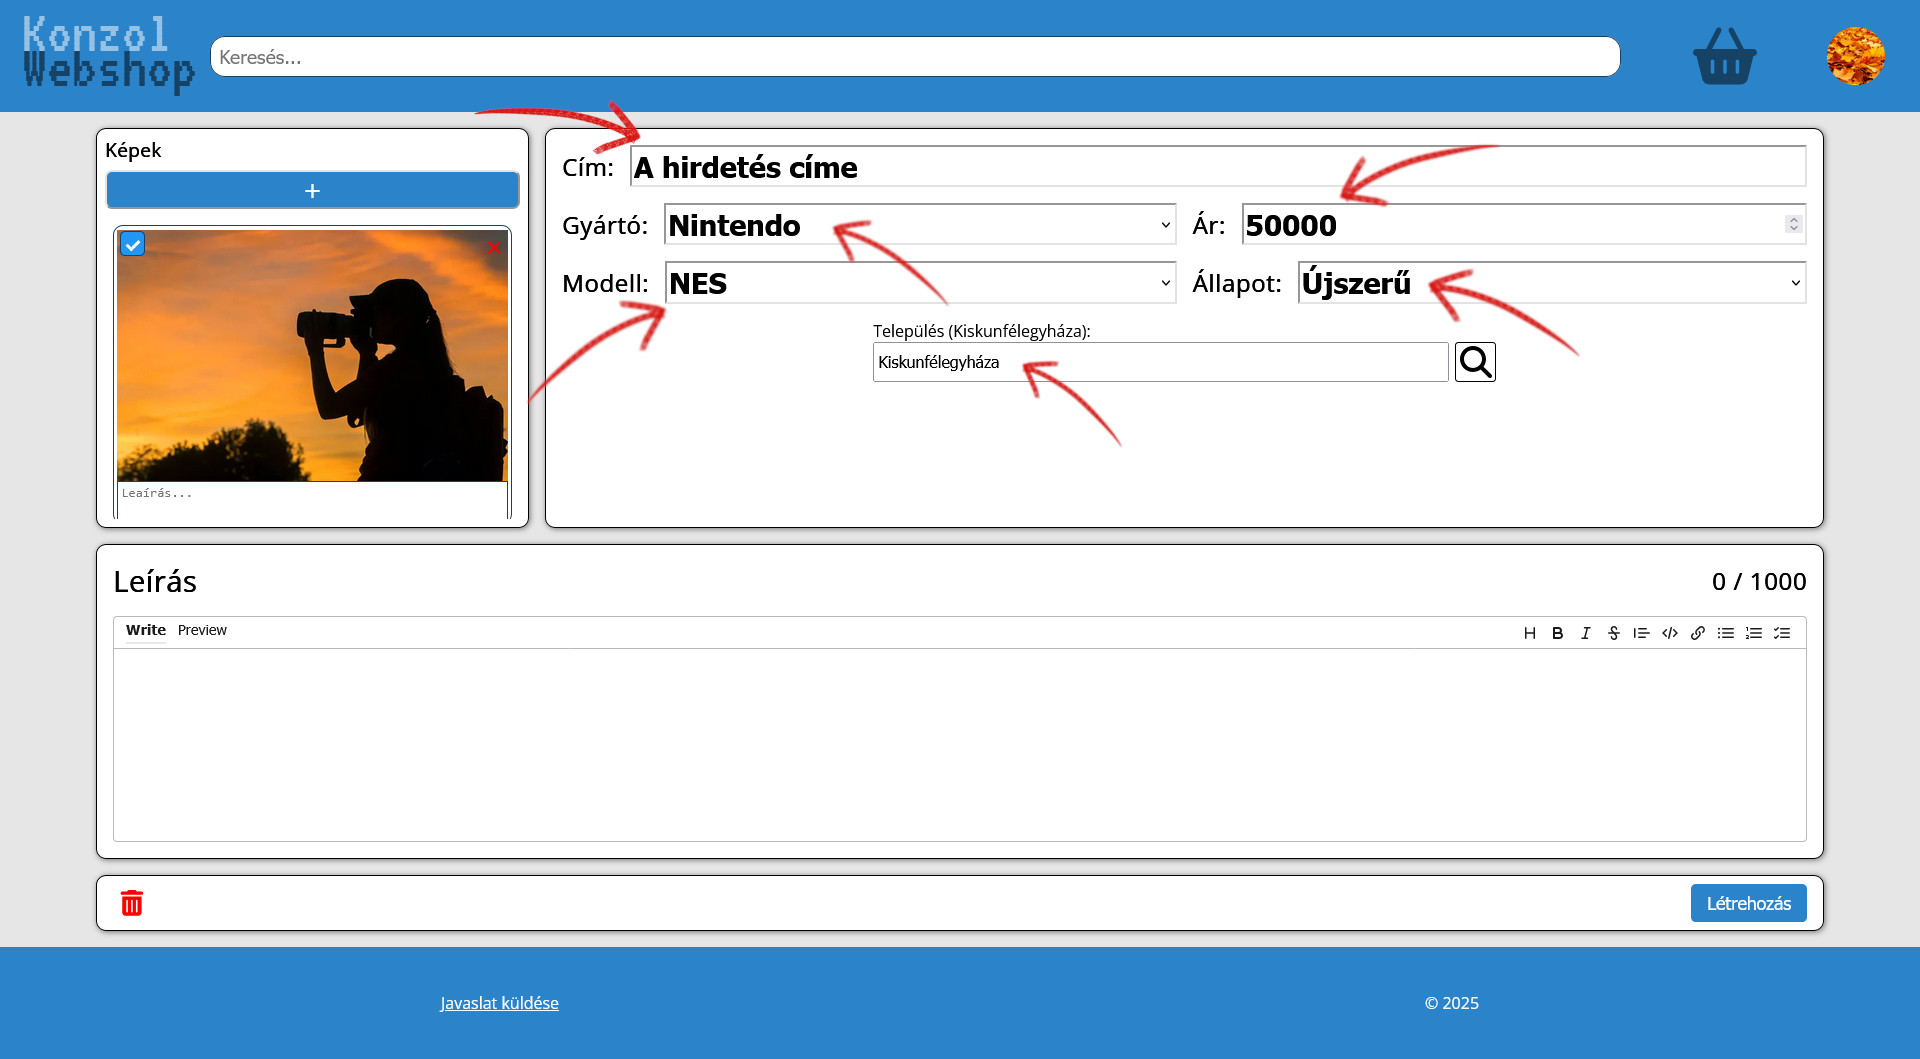 Konzol
Webshop
Keresés...
Képek
+
Leaírás...
Cím: A hirdetés címe
Gyártó: Nintendo
Ár: 50000
Modell: NES
Állapot: Újszerű
Település (Kiskunfélegyháza):
Kiskunfélegyháza
Leírás
0 / 1000
Write Preview
Létrehozás
Javaslat küldése
© 2025